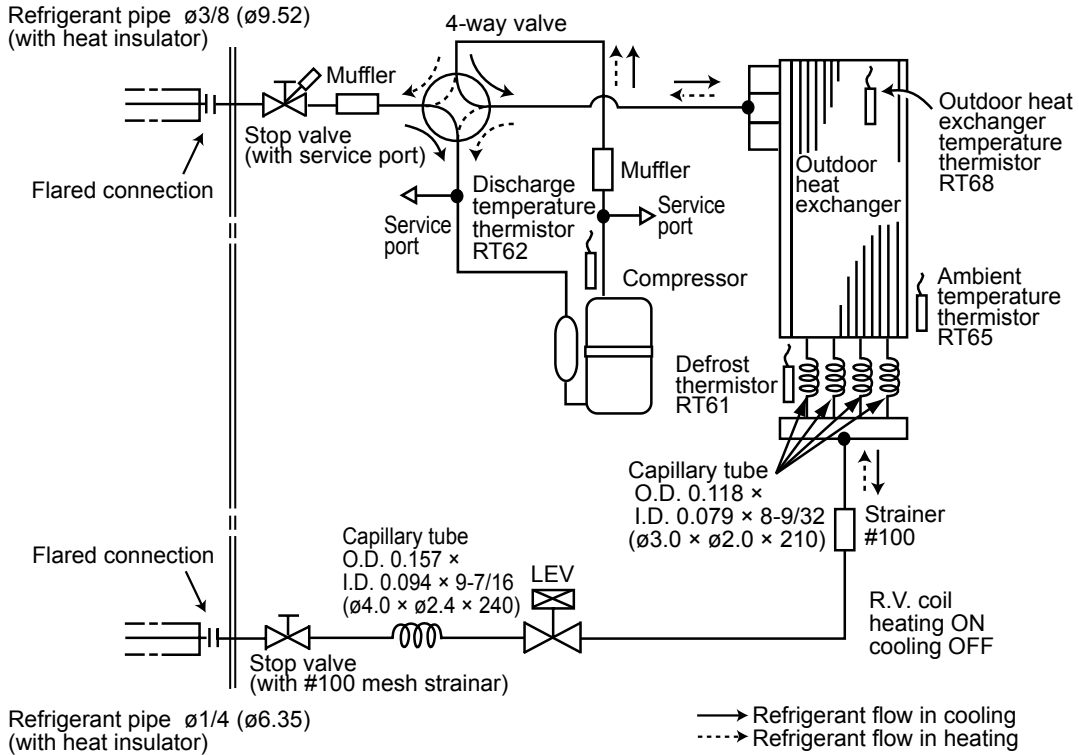 Refrigerant pipe ø3/8 (ø9.52)
(with heat insulator)
4-way valve
Muffler
Stop valve
(with service port)
Flared connection
Service
port
Discharge
temperature
thermistor
RT62
Muffler
Service
port
Compressor
Outdoor
heat
exchanger
Outdoor heat
exchanger
temperature
thermistor
RT68
Ambient
temperature
thermistor
RT65
Defrost
thermistor
RT61
Capillary tube
O.D. 0.118 ×
I.D. 0.079 × 8-9/32
(ø3.0 × ø2.0 × 210)
Strainer
#100
Flared connection
Capillary tube
O.D. 0.157 ×
I.D. 0.094 × 9-7/16
(ø4.0 × ø2.4 × 240)
LEV
R.V. coil
heating ON
cooling OFF
Stop valve
(with #100 mesh strainar)
Refrigerant pipe ø1/4 (ø6.35)
(with heat insulator)
Refrigerant flow in cooling
Refrigerant flow in heating